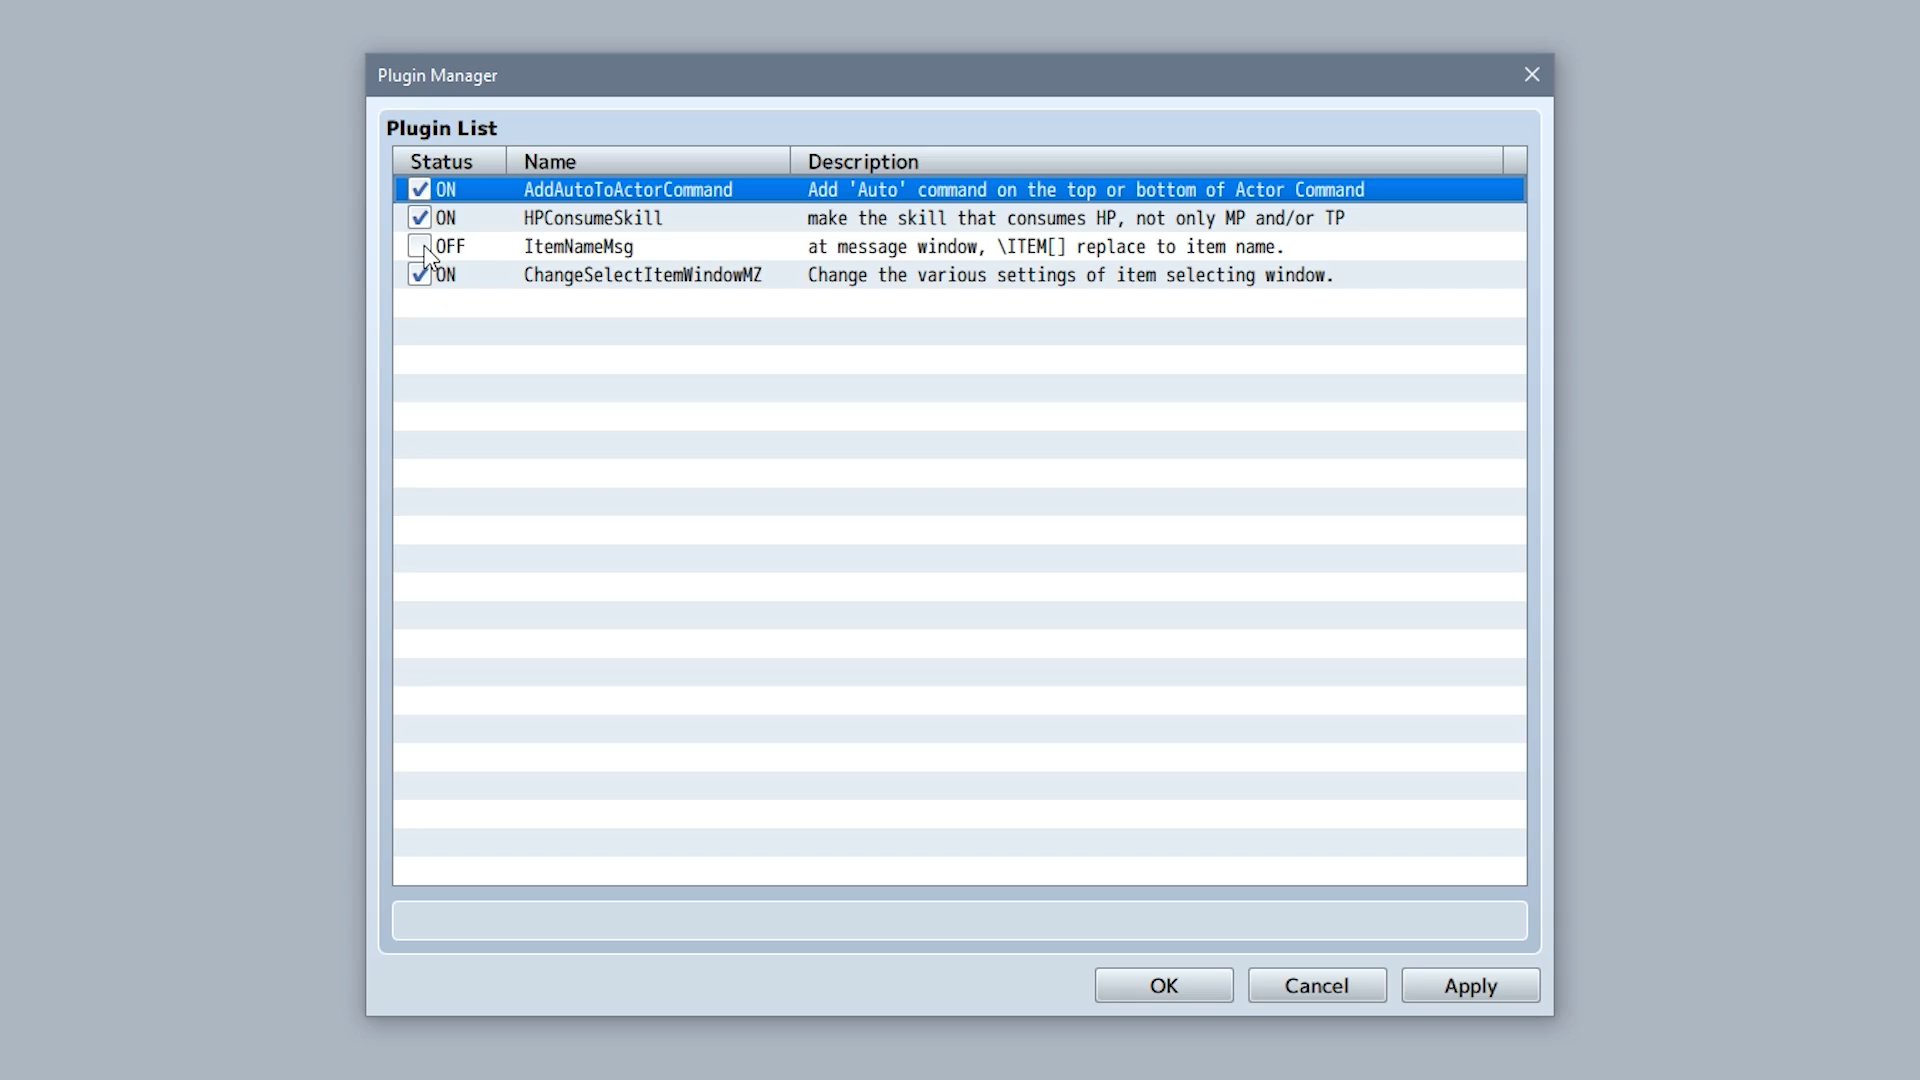 Plugin Manager
Plugin List
Status Name Description
ON AddAutoToActorCommand Add 'Auto' command on the top or bottom of Actor Command
ON HPConsumeSkill make the skill that consumes HP, not only MP and/or TP
OFF ItemNameMsg at message window, \ITEM[] replace to item name.
ON ChangeSelectItemWindowMZ Change the various settings of item selecting window.
OK Cancel Apply